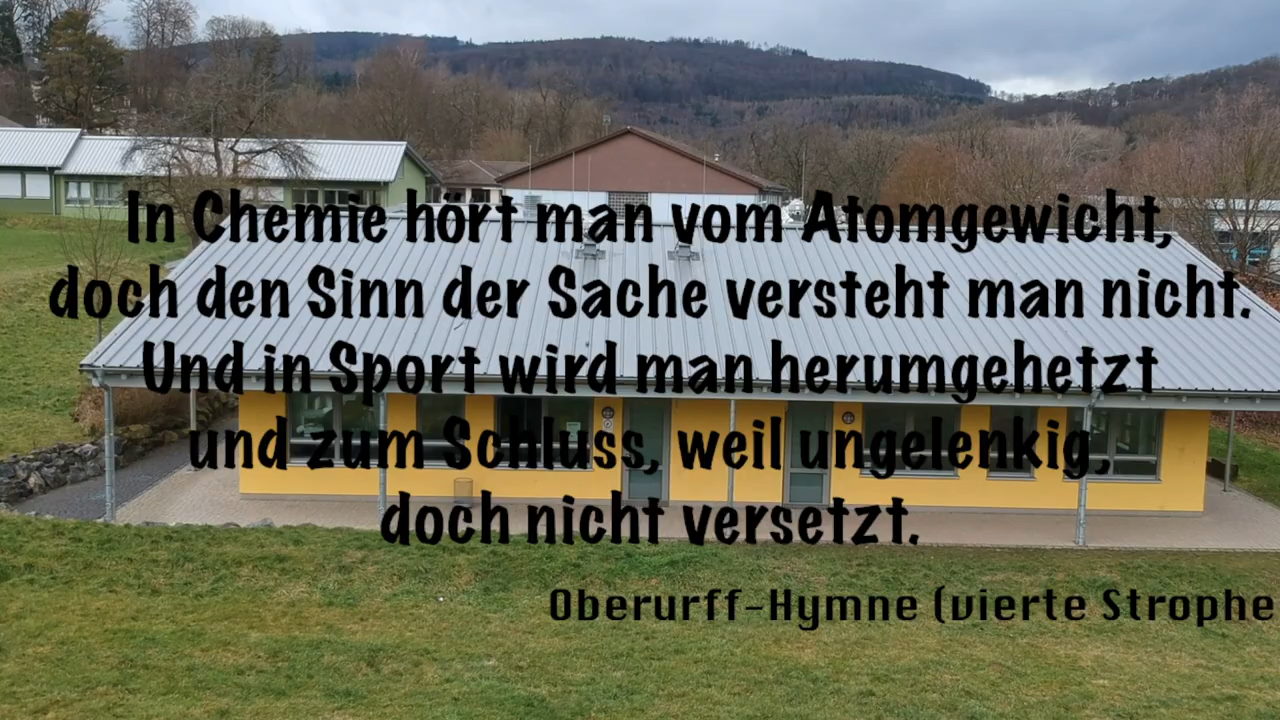 In Chemie hört man vom Atomgewicht,
doch den Sinn der Sache versteht man nicht.
Und in Sport wird man herumgehetzt
und zum Schluss, weil ungelenkig,
doch nicht versetzt.
Oberurff-Hymne (vierte Strophe